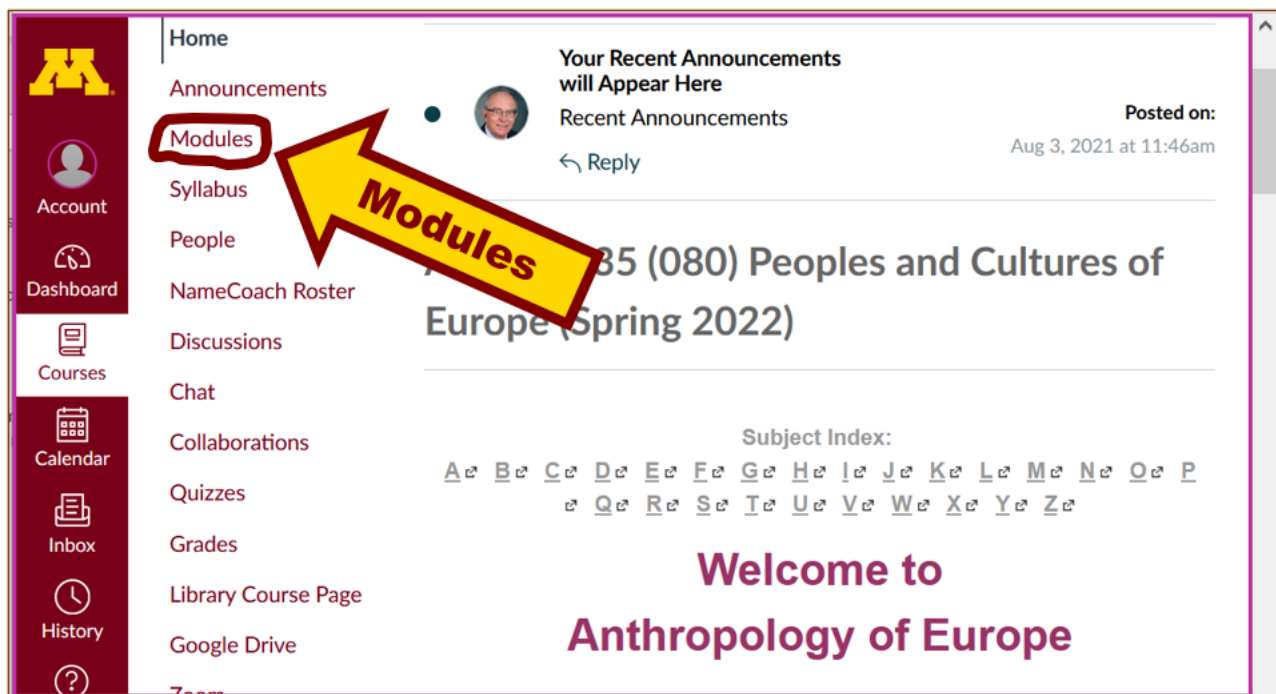 M
Account
Dashboard
Courses
Calendar
Inbox
History
Home
Announcements
Modules
Syllabus
People
NameCoach Roster
Discussions
Chat
Collaborations
Quizzes
Grades
Library Course Page
Google Drive
Zoom
Modules
Your Recent Announcements
will Appear Here
Recent Announcements
Reply
Posted on:
Aug 3, 2021 at 11:46am
35 (080) Peoples and Cultures of
Europe (Spring 2022)
Subject Index:
A B C D E F G H I J K L M N O P
Q R S T U V W X Y Z
Welcome to
Anthropology of Europe